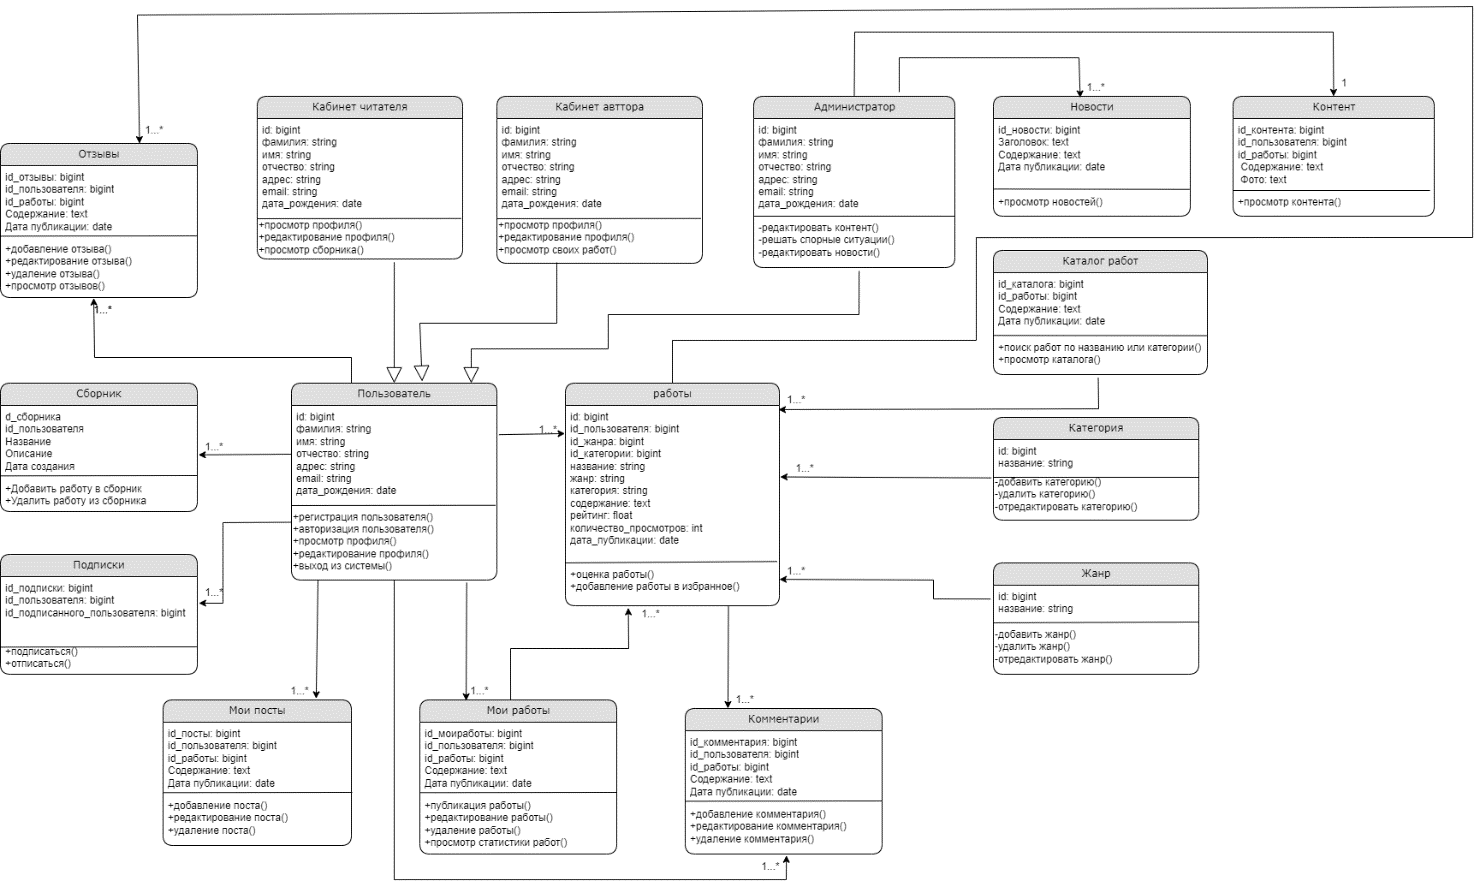 1...*
Отзывы
id_отзывы: bigint
id_пользователя: bigint
id_работы: bigint
Содержание: text
Дата публикации: date
+добавление отзыва()
+редактирование отзыва()
+удаление отзыва()
+просмотр отзывов()
1...*
Кабинет читателя
id: bigint
фамилия: string
имя: string
отчество: string
адрес: string
email: string
дата_рождения: date
+просмотр профиля()
+редактирование профиля()
+просмотр сборника()
Кабинет авттора
id: bigint
фамилия: string
имя: string
отчество: string
адрес: string
email: string
дата_рождения: date
+просмотр профиля()
+редактирование профиля()
+просмотр своих работ()
Администратор
id: bigint
фамилия: string
имя: string
отчество: string
адрес: string
email: string
дата_рождения: date
-редактировать контент()
-решать спорные ситуации()
-редактировать новости()
1...*
Новости
id_новости: bigint
Заголовок: text
Содержание: text
Дата публикации: date
+просмотр новостей()
1
Контент
id_контента: bigint
id_пользователя: bigint
id_работы: bigint
Содержание: text
Фото: text
+просмотр контента()
Каталог работ
id_каталога: bigint
id_работы: bigint
Содержание: text
Дата публикации: date
+поиск работ по названию или категории()
+просмотр каталога()
Сборник
d_сборника
id_пользователя
Название
Описание
Дата создания
+Добавить работу в сборник
+Удалить работу из сборника
1...*
Пользователь
id: bigint
фамилия: string
имя: string
отчество: string
адрес: string
email: string
дата_рождения: date
+регистрация пользователя()
+авторизация пользователя()
+просмотр профиля()
+редактирование профиля()
+выход из системы()
1...*
работы
id: bigint
id_пользователя: bigint
id_жанра: bigint
id_категории: bigint
название: string
жанр: string
категория: string
содержание: text
рейтинг: float
количество_просмотров: int
дата_публикации: date
+оценка работы()
+добавление работы в избранное()
1...*
1...*
1...*
1...*
Категория
id: bigint
название: string
-добавить категорию()
-удалить категорию()
-отредактировать категорию()
Жанр
id: bigint
название: string
-добавить жанр()
-удалить жанр()
-отредактировать жанр()
Подписки
id_подписки: bigint
id_пользователя: bigint
id_подписанного_пользователя: bigint
+подписаться()
+отписаться()
1...*
1...*
Мои посты
id_посты: bigint
id_пользователя: bigint
id_работы: bigint
Содержание: text
Дата публикации: date
+добавление поста()
+редактирование поста()
+удаление поста()
1...*
Мои работы
id_моиработы: bigint
id_пользователя: bigint
id_работы: bigint
Содержание: text
Дата публикации: date
+публикация работы()
+редактирование работы()
+удаление работы()
+просмотр статистики работ()
1...*
Комментарии
id_комментария: bigint
id_пользователя: bigint
id_работы: bigint
Содержание: text
Дата публикации: date
+добавление комментария()
+редактирование комментария()
+удаление комментария()
1...*